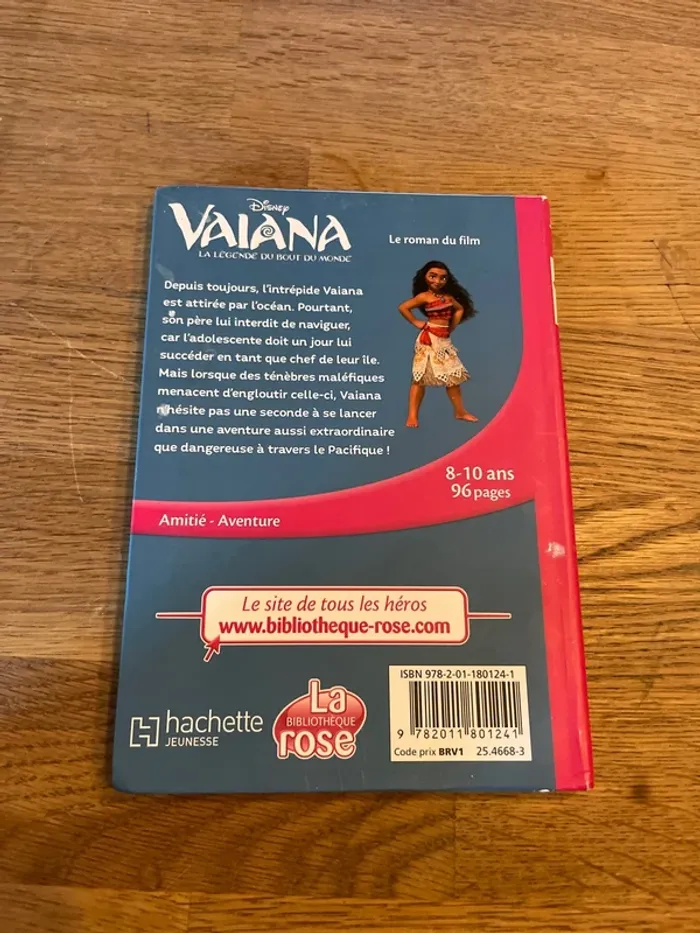 Disney
VAIANA
LA LÉGENDE DU BOUT DU MONDE
Le roman du film
Depuis toujours, l'intrépide Vaiana
est attirée par l'océan. Pourtant,
son père lui interdit de naviguer,
car l'adolescente doit un jour lui
succéder en tant que chef de leur île.
Mais lorsque des ténèbres maléfiques
menacent d'engloutir celle-ci, Vaiana
n'hésite pas une seconde à se lancer
dans une aventure aussi extraordinaire
que dangereuse à travers le Pacifique !
8-10 ans
96 pages
Amitié - Aventure
Le site de tous les héros
www.bibliotheque-rose.com
hachette
JEUNESSE
La
BIBLIOTHÈQUE
rose
ISBN 978-2-01-180124-1
9 782011 801241
Code prix BRV1 25.4668-3